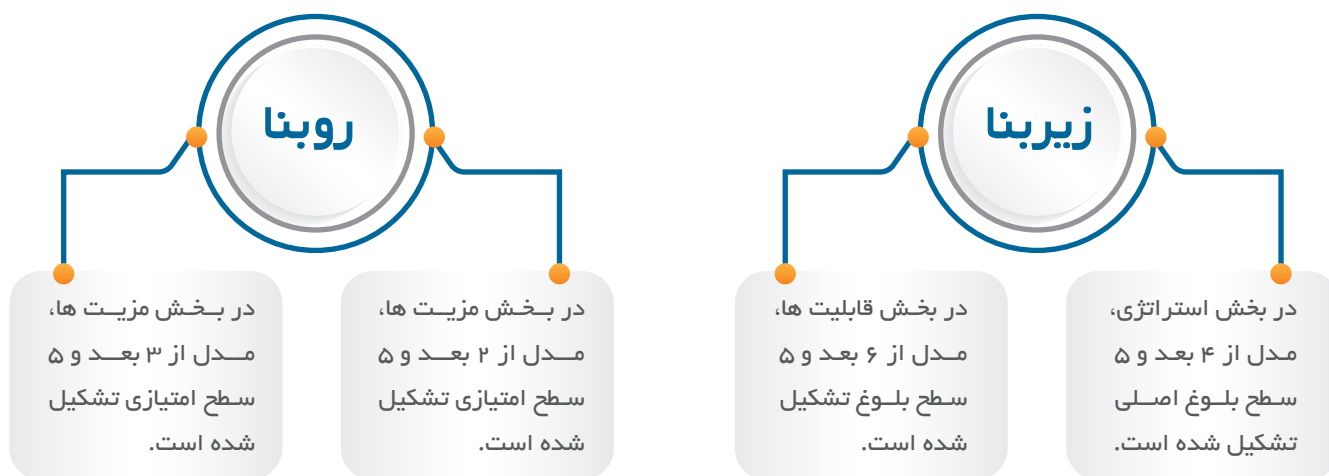 زیربنا
در بخش استراتژی،
مدل از ۴ بعد و ۵
سطح بلوغ اصلی
تشکیل شده است.
در بخش قابلیت ها،
مدل از ۶ بعد و ۵
سطح بلوغ تشکیل
شده است.
روبنا
در بخش مزیت ها،
مدل از ۲ بعد و ۵
سطح امتیازی تشکیل
شده است.
در بخش مزیت ها،
مدل از ۳ بعد و ۵
سطح امتیازی تشکیل
شده است.